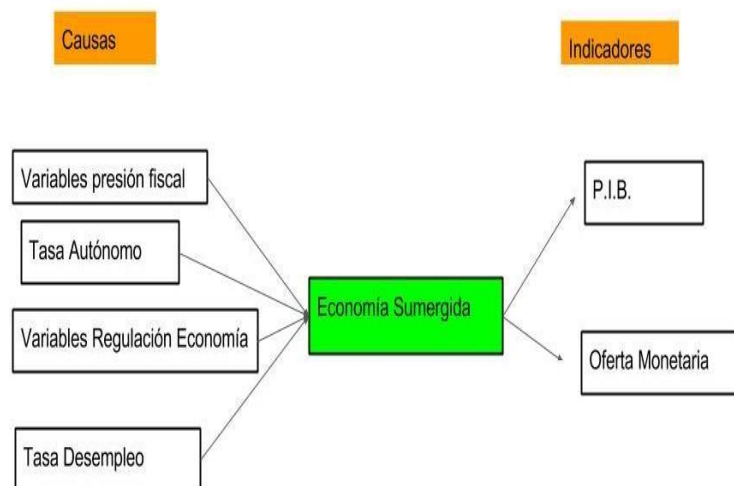 Causas
Indicadores
Variables presión fiscal
Tasa Autónomo
Variables Regulación Economía
Tasa Desempleo
Economía Sumergida
P.I.B.
Oferta Monetaria